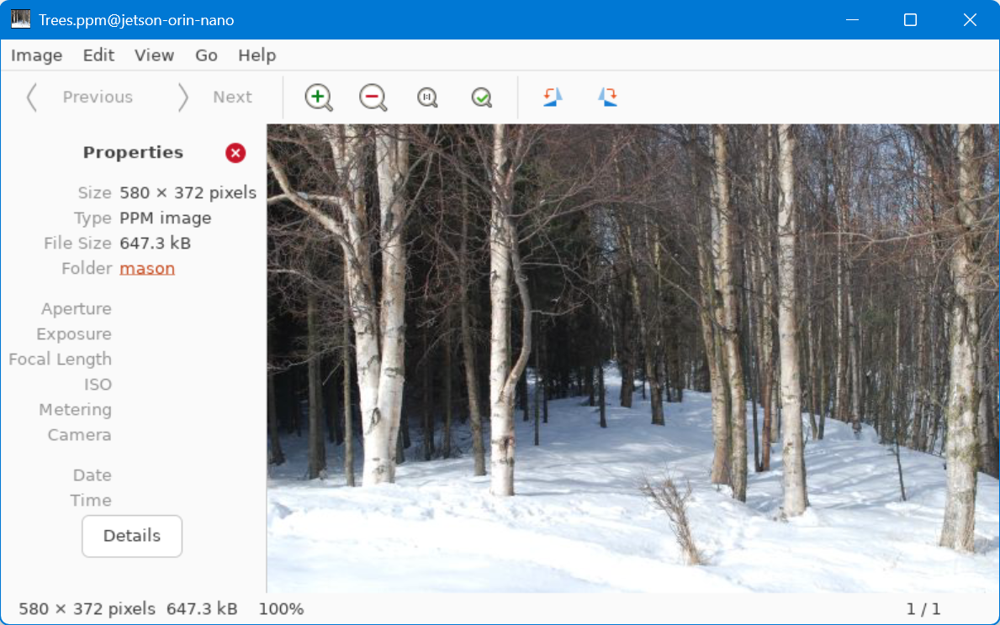 Trees.ppm@jetson-orin-nano
Image Edit View Go Help
Previous Next
Properties
Size 580 × 372 pixels
Type PPM image
File Size 647.3 kB
Folder mason
Aperture
Exposure
Focal Length
ISO
Metering
Camera
Date
Time
Details
580 × 372 pixels 647.3 kB 100% 1 / 1